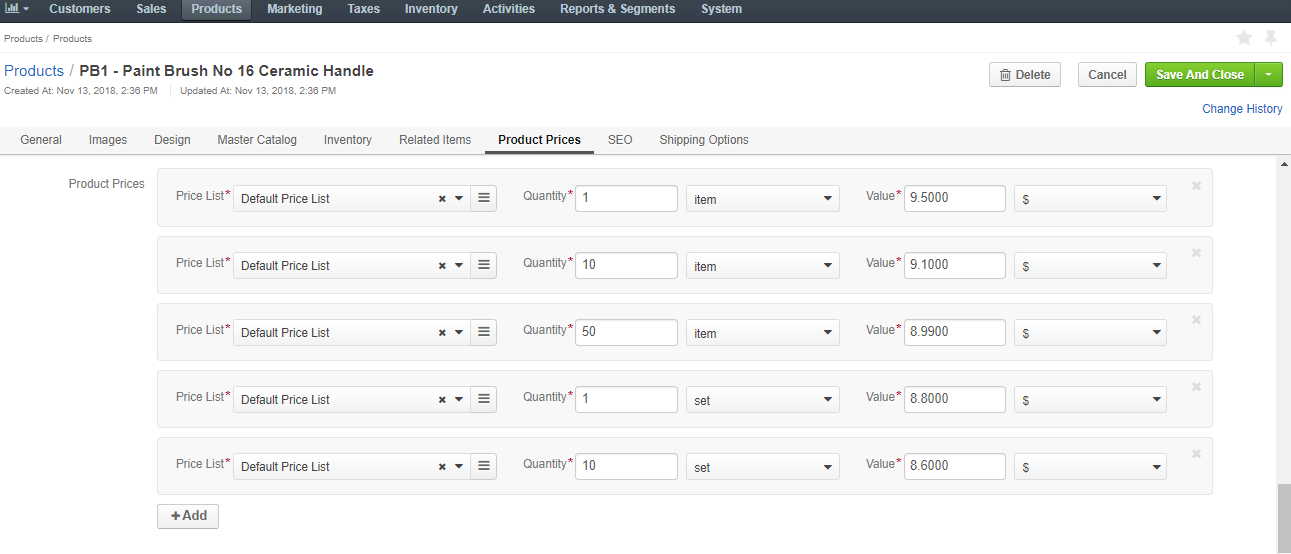 Customers Sales Products Marketing Taxes Inventory Activities Reports & Segments System
Products / Products
Products / PB1 - Paint Brush No 16 Ceramic Handle
Delete Cancel Save And Close
Created At: Nov 13, 2018, 2:36 PM Updated At: Nov 13, 2018, 2:36 PM
Change History
General Images Design Master Catalog Inventory Related Items Product Prices SEO Shipping Options
Product Prices Price List* Default Price List Quantity* 1 item Value* 9.5000 $
Price List* Default Price List Quantity* 10 item Value* 9.1000 $
Price List* Default Price List Quantity* 50 item Value* 8.9900 $
Price List* Default Price List Quantity* 1 set Value* 8.8000 $
Price List* Default Price List Quantity* 10 set Value* 8.6000 $
+Add